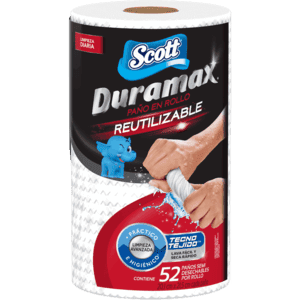 LIMPIEZA
DIARIA
Scott
Duramax
PAÑO EN ROLLO
REUTILIZABLE
PRÁCTICO
LIMPIEZA
AVANZADA
E HIGIÉNICO
TECNO
TEJIDO
LAVA FÁCIL Y
SECA RÁPIDO
CONTIENE 52 PAÑOS SEMI
DESECHABLES
POR ROLLO